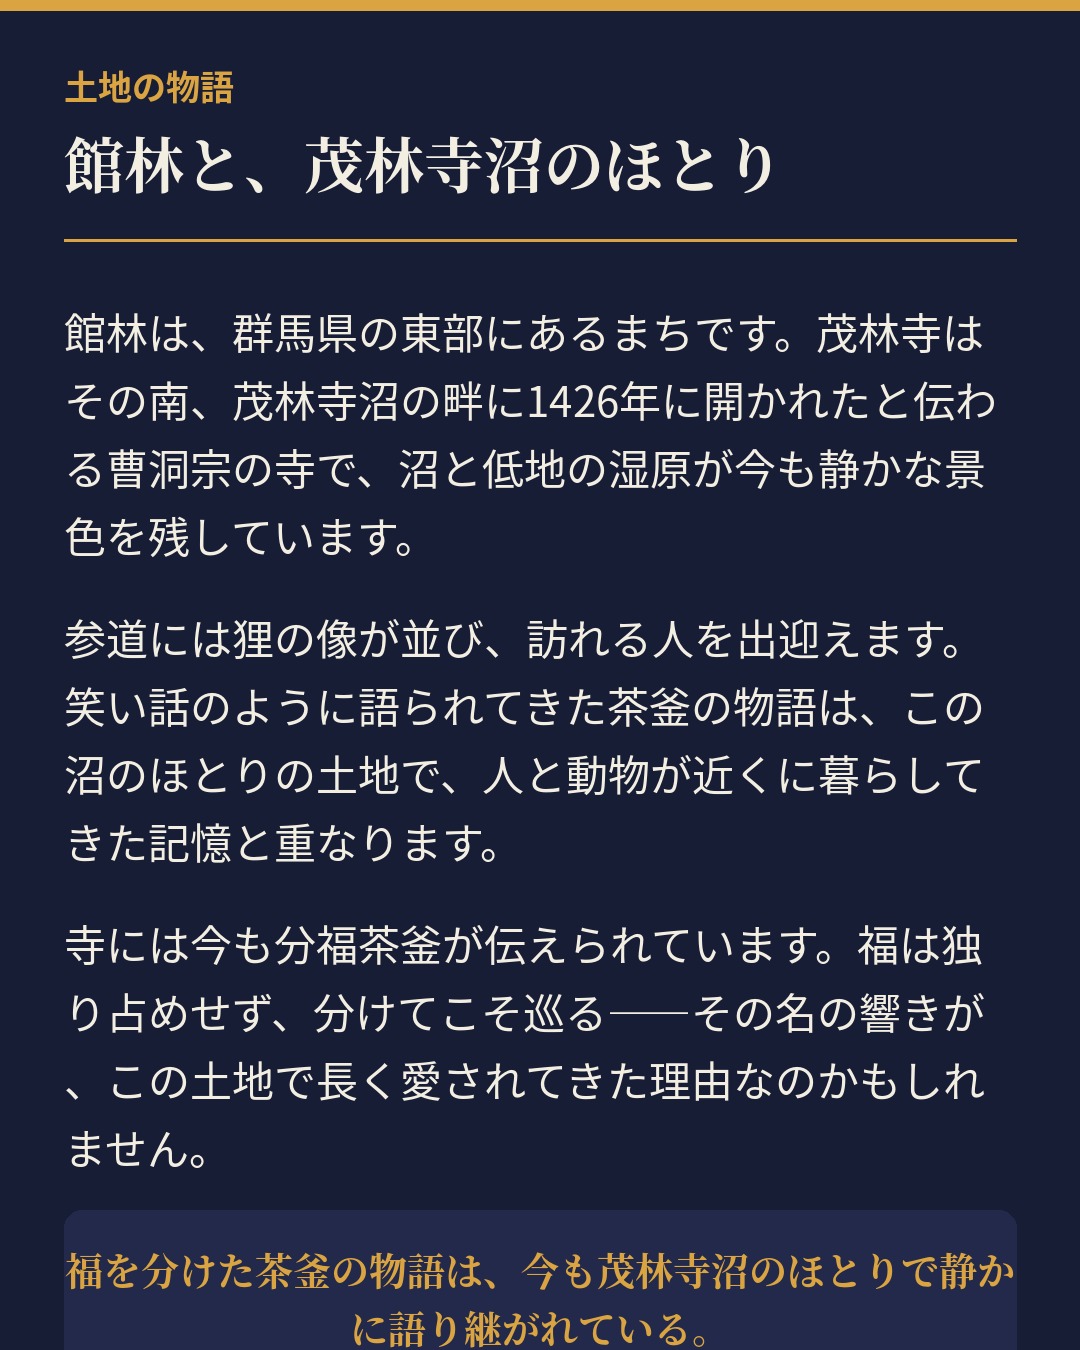 土地の物語
館林と、茂林寺沼のほとり
館林は、群馬県の東部にあるまちです。茂林寺は
その南、茂林寺沼の畔に1426年に開かれたと伝わ
る曹洞宗の寺で、沼と低地の湿原が今も静かな景
色を残しています。
参道には狸の像が並び、訪れる人を出迎えます。
笑い話のように語られてきた茶釜の物語は、この
沼のほとりの土地で、人と動物が近くに暮らして
きた記憶と重なります。
寺には今も分福茶釜が伝えられています。福は独
り占めせず、分けてこそ巡る——その名の響きが
、この土地で長く愛されてきた理由なのかもしれ
ません。
福を分けた茶釜の物語は、今も茂林寺沼のほとりで静か
に語り継がれている。